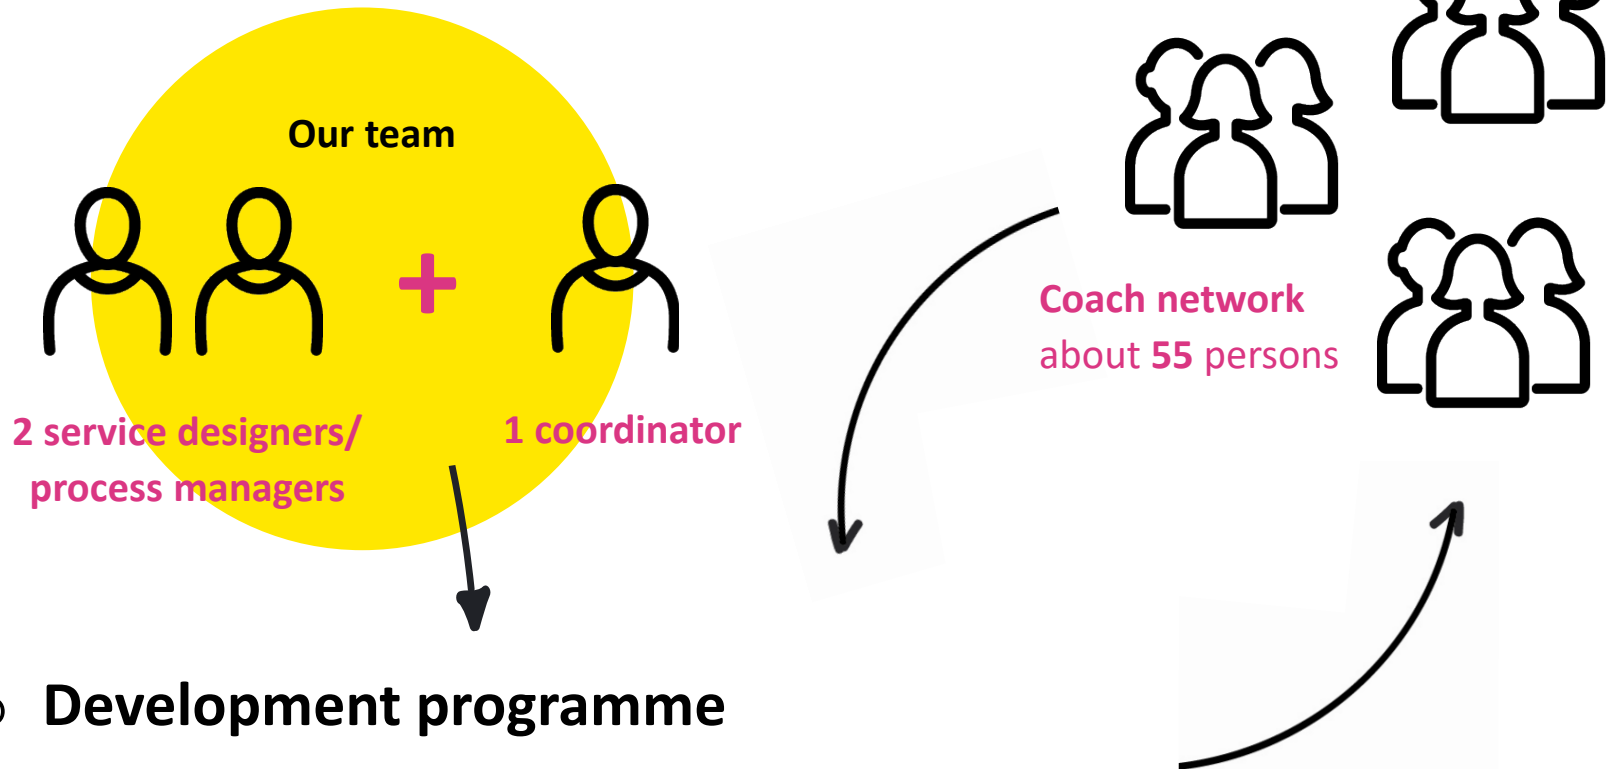 Our team
+
2 service designers/
process managers
1 coordinator
Coach network
about 55 persons
Development programme